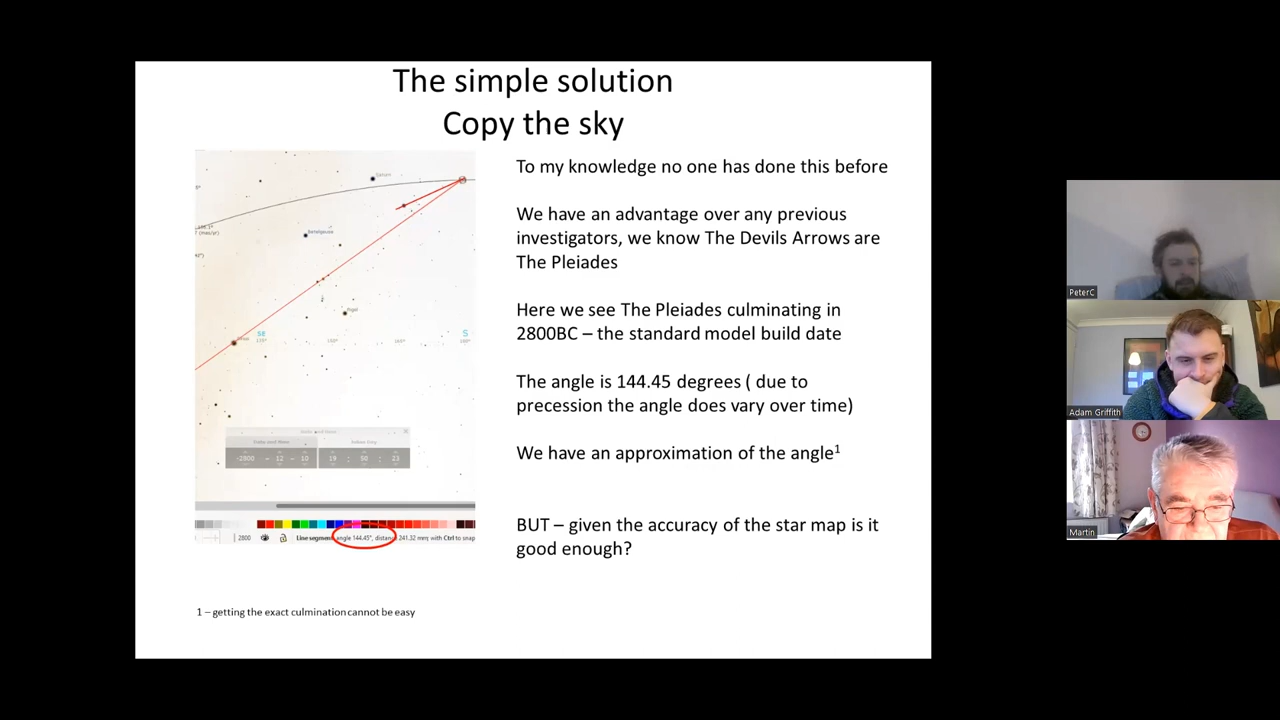 The simple solution
Copy the sky
To my knowledge no one has done this before
We have an advantage over any previous
investigators, we know The Devils Arrows are
The Pleiades
Here we see The Pleiades culminating in
2800BC – the standard model build date
The angle is 144.45 degrees ( due to
precession the angle does vary over time)
We have an approximation of the angle1
BUT – given the accuracy of the star map is it
good enough?
1 – getting the exact culmination cannot be easy
Saturn
Betelgeuse
Rigel
SE
S
-2800 - 12 - 10 19 : 50 : 23
2800
Line segment: angle 144.45°, distance 241.32 mm; with Ctrl to snap
PeterC
Adam Griffith
Martin